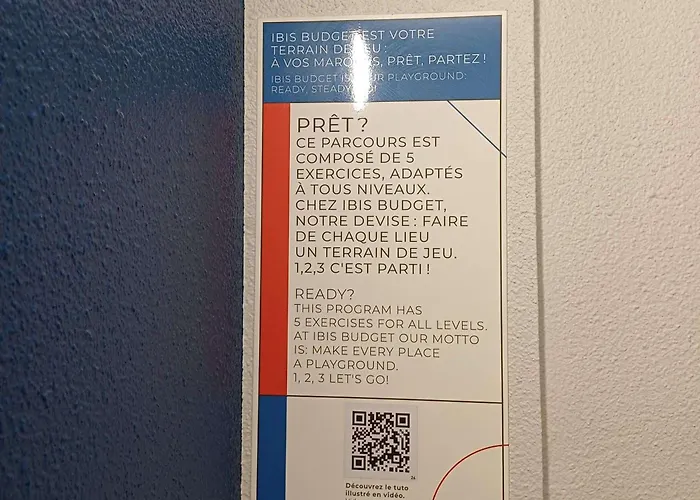 IBIS BUDGET EST VOTRE
TERRAIN DE JEU :
À VOS MARQUES, PRÊT, PARTEZ !
IBIS BUDGET IS YOUR PLAYGROUND:
READY, STEADY, GO!
PRÊT ?
CE PARCOURS EST
COMPOSÉ DE 5
EXERCICES, ADAPTÉS
À TOUS NIVEAUX.
CHEZ IBIS BUDGET,
NOTRE DEVISE : FAIRE
DE CHAQUE LIEU
UN TERRAIN DE JEU.
1,2,3 C'EST PARTI !
READY?
THIS PROGRAM HAS
5 EXERCISES FOR ALL LEVELS.
AT IBIS BUDGET OUR MOTTO
IS: MAKE EVERY PLACE
A PLAYGROUND.
1, 2, 3 LET'S GO!
Découvrez le tuto
illustré en vidéo.